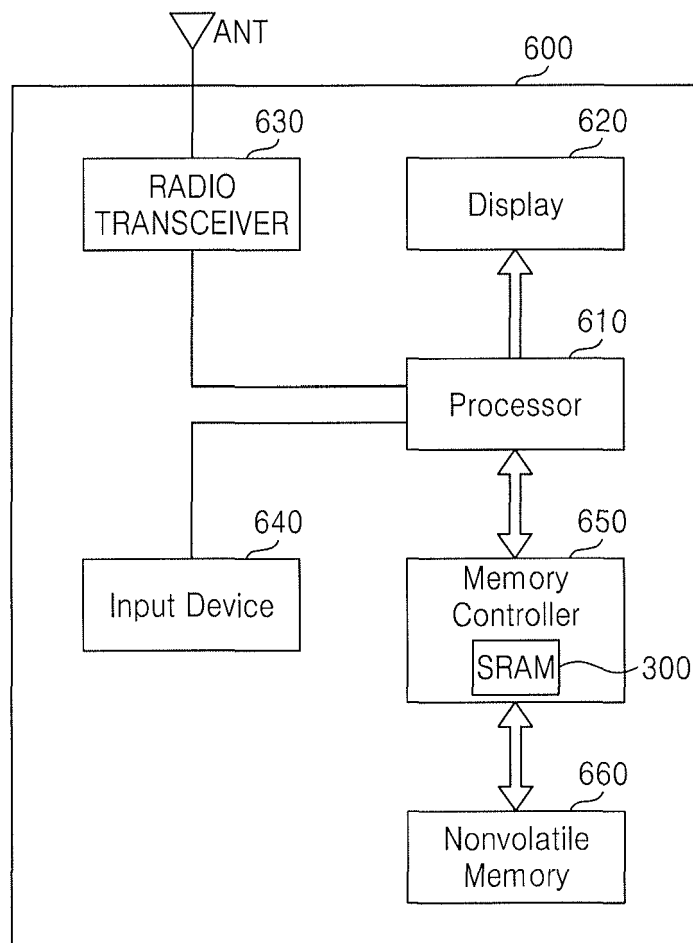 ANT
600
630
620
RADIO
TRANSCEIVER
Display
610
Processor
640
650
Input Device
Memory
Controller
SRAM
300
660
Nonvolatile
Memory